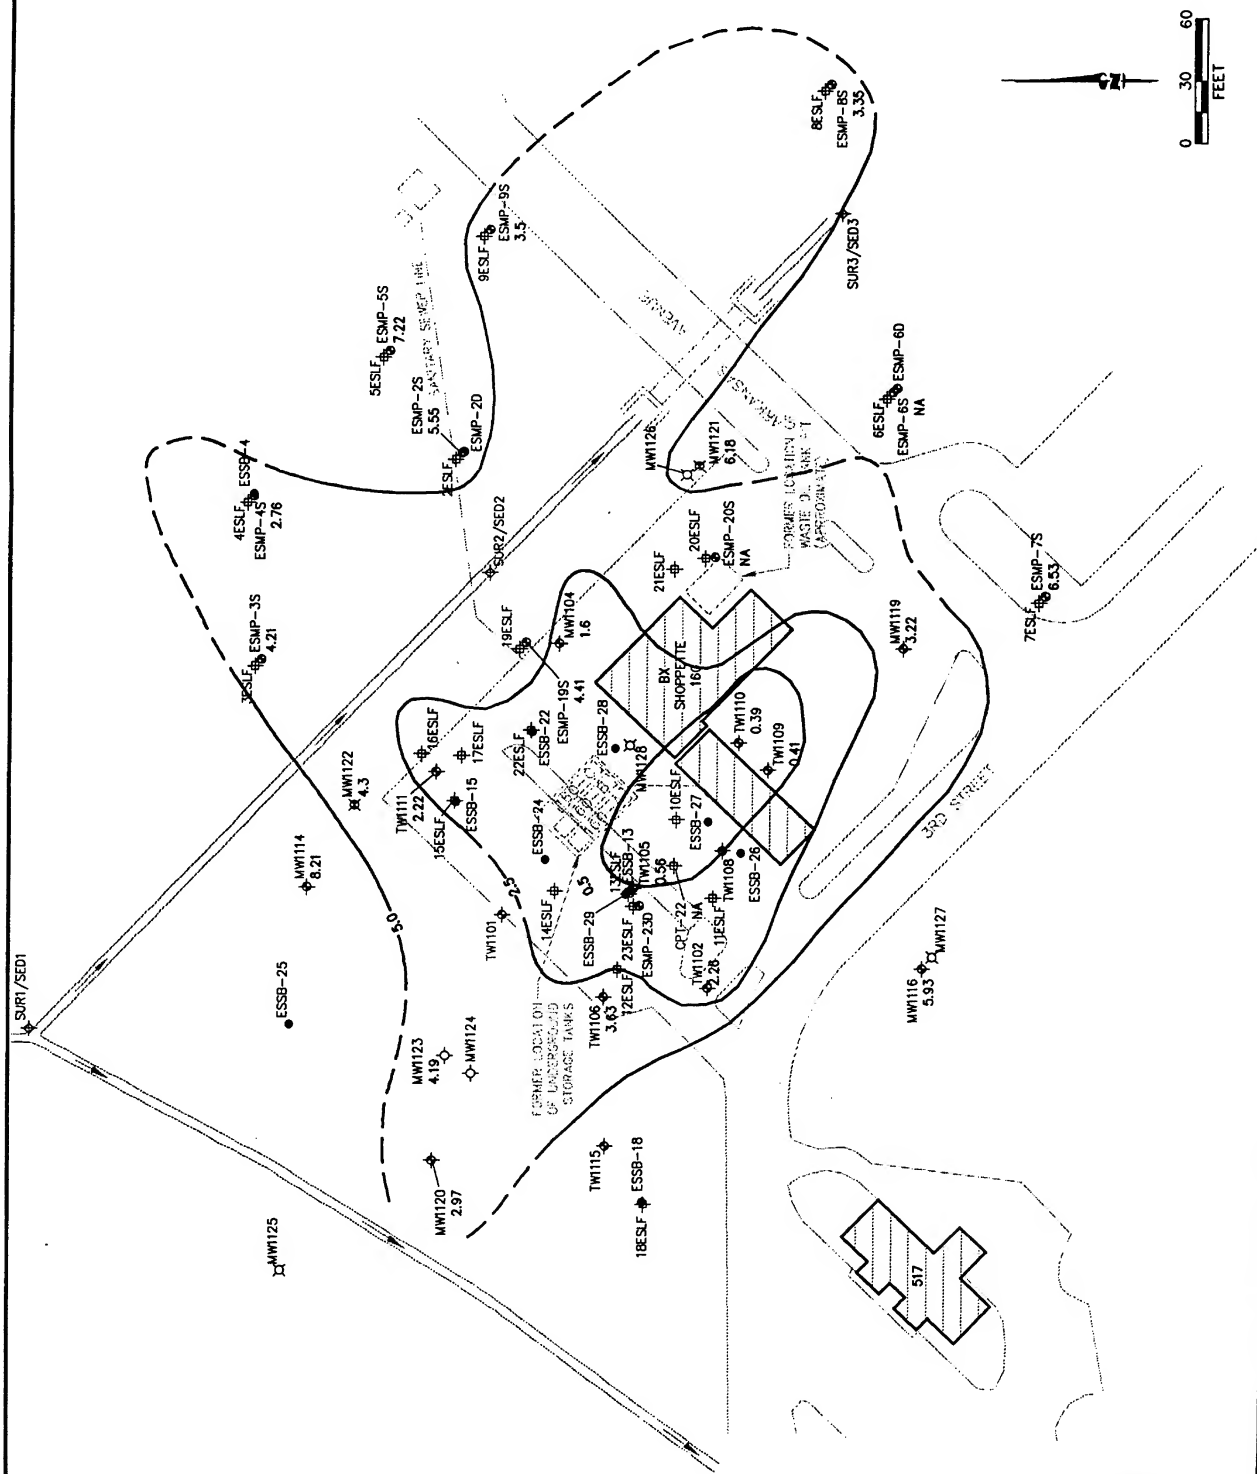 0 30 60
FEET
N
8ESLF
ESMP-8S
3.35
9ESLF
ESMP-9S
3.5
SUR3/SED3
5ESLF
ESMP-5S
7.22
SANITARY SEWER LINE
ESMP-2S
5.55
ESMP-2D
2ESLF
AVENUE
ARKANSAS
6ESLF
ESMP-6S
NA
ESMP-6D
MW1126
MW1121
6.18
4ESLF
ESSB-4
ESMP-4S
2.76
SUR2/SED2
20ESLF
ESMP-20S
NA
21ESLF
FORMER LOCATION OF
WASTE OIL TANK PIT
(APPROXIMATE)
7ESLF
ESMP-7S
6.53
3ESLF
ESMP-3S
4.21
19ESLF
ESMP-19S
4.41
MW1104
1.6
MW1119
3.22
BX
SHOPPETTE
160
16ESLF
17ESLF
TW1111
2.22
15ESLF
ESSB-15
22ESLF
ESSB-22
ESSB-28
MW1128
TW1110
0.39
TW1109
0.41
MW1122
4.3
10ESLF
ESSB-27
ESSB-24
ESSB-26
TW1108
3RD STREET
MW1114
8.21
5.0
2.5
0.5
14ESLF
13ESLF
ESSB-13
TW1105
0.56
ESSB-29
23ESLF
ESMP-23D
CPT-22
NA
11ESLF
TW1101
TW1102
2.26
12ESLF
TW1106
3.63
SUR1/SED1
ESSB-25
MW1123
4.19
MW1124
FORMER LOCATION
OF UNDERGROUND
STORAGE TANKS
MW1116
5.93
MW1127
MW1120
2.97
TW1115
18ESLF
ESSB-18
MW1125
517